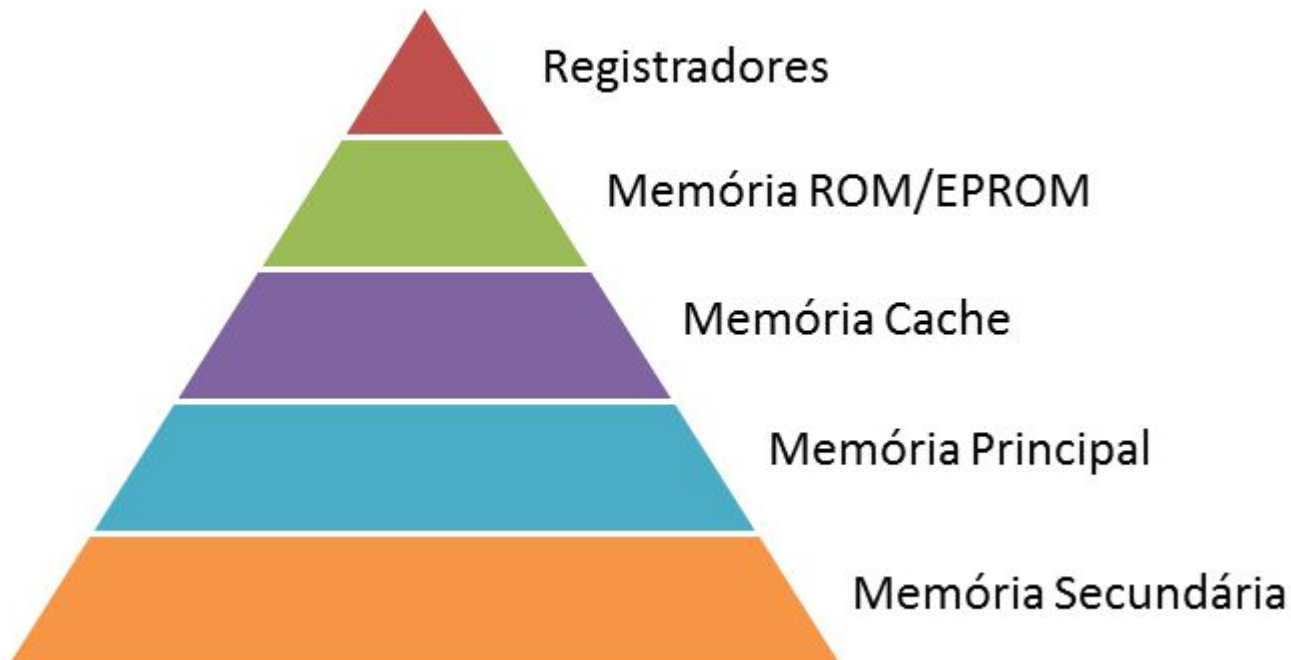 Registradores
Memória ROM/EPROM
Memória Cache
Memória Principal
Memória Secundária